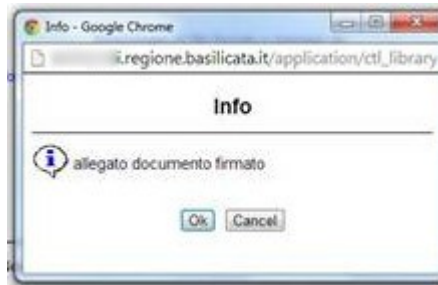 Info - Google Chrome
i.regione.basilicata.it/application/ctl_library
Info
allegato documento firmato
Ok Cancel